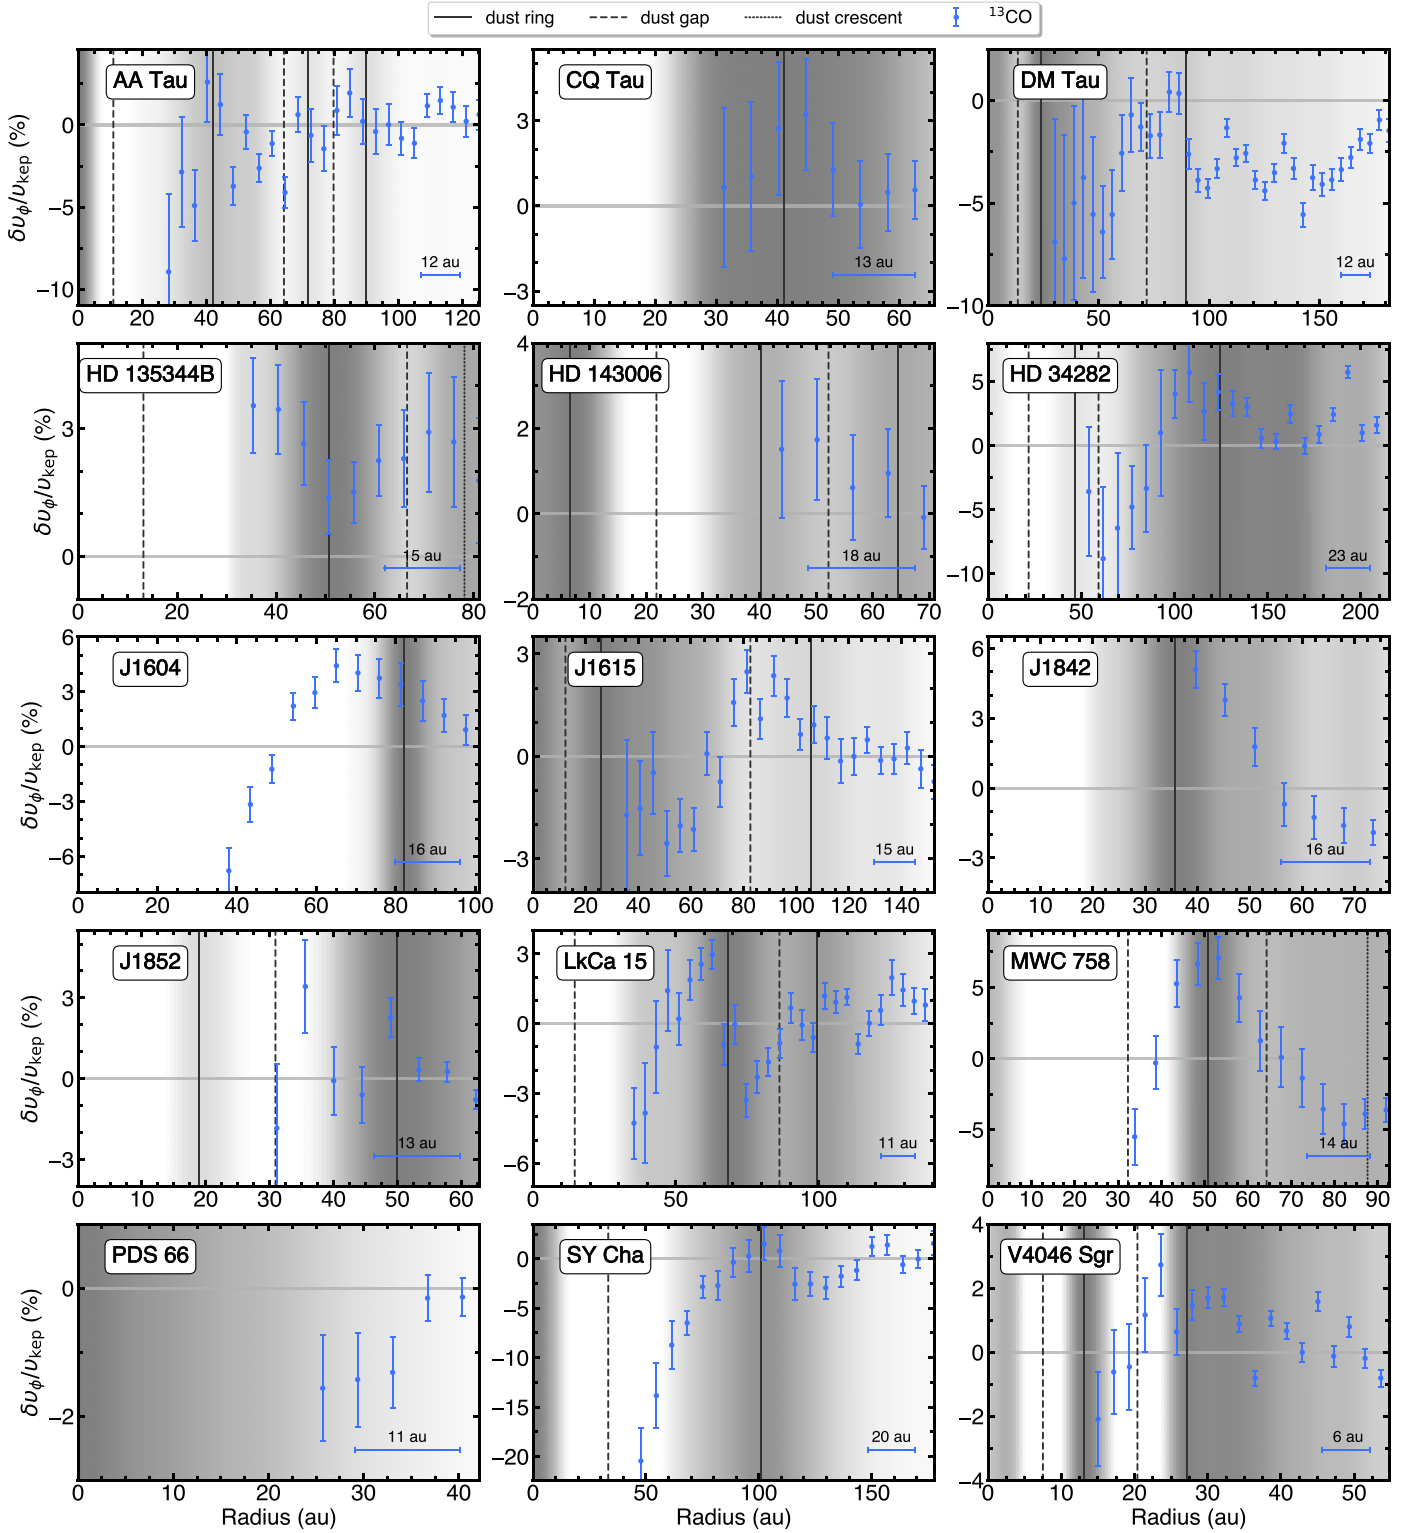 dust ring dust gap dust crescent ¹³CO
AA Tau CQ Tau DM Tau
δυ_ϕ/υ_kep (%)
0 −5 −10
3 0 −3
0 −5 −10
12 au 13 au 12 au
0 20 40 60 80 100 120
0 10 20 30 40 50 60
0 50 100 150
HD 135344B HD 143006 HD 34282
δυ_ϕ/υ_kep (%)
3 0
4 2 0 −2
5 0 −5 −10
15 au 18 au 23 au
0 20 40 60 80
0 10 20 30 40 50 60 70
0 50 100 150 200
J1604 J1615 J1842
δυ_ϕ/υ_kep (%)
6 3 0 −3 −6
3 0 −3
6 3 0 −3
16 au 15 au 16 au
0 20 40 60 80 100
0 20 40 60 80 100 120 140
0 10 20 30 40 50 60 70
J1852 LkCa 15 MWC 758
δυ_ϕ/υ_kep (%)
3 0 −3
3 0 −3 −6
5 0 −5
13 au 11 au 14 au
0 10 20 30 40 50 60
0 50 100
0 10 20 30 40 50 60 70 80 90
PDS 66 SY Cha V4046 Sgr
δυ_ϕ/υ_kep (%)
0 −2
0 −5 −10 −15 −20
4 2 0 −2 −4
11 au 20 au 6 au
0 10 20 30 40
0 50 100 150
0 10 20 30 40 50
Radius (au) Radius (au) Radius (au)